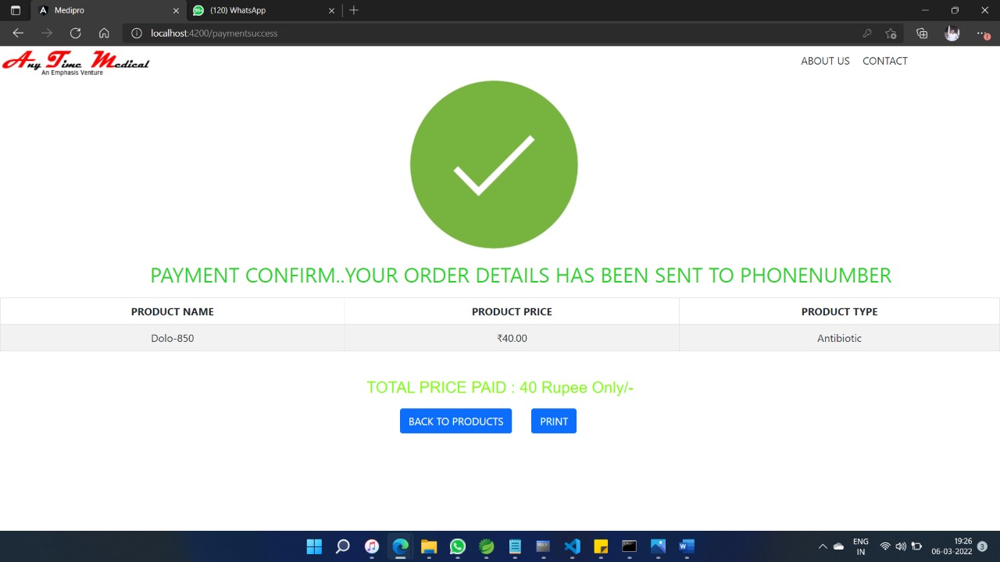 Medipro
(120) WhatsApp
99+
localhost:4200/paymentsuccess
Any Time Medical
An Emphasis Venture
ABOUT US CONTACT
PAYMENT CONFIRM..YOUR ORDER DETAILS HAS BEEN SENT TO PHONENUMBER
PRODUCT NAME PRODUCT PRICE PRODUCT TYPE
Dolo-850 ₹40.00 Antibiotic
TOTAL PRICE PAID : 40 Rupee Only/-
BACK TO PRODUCTS PRINT
ENG
IN
19:26
06-03-2022
3